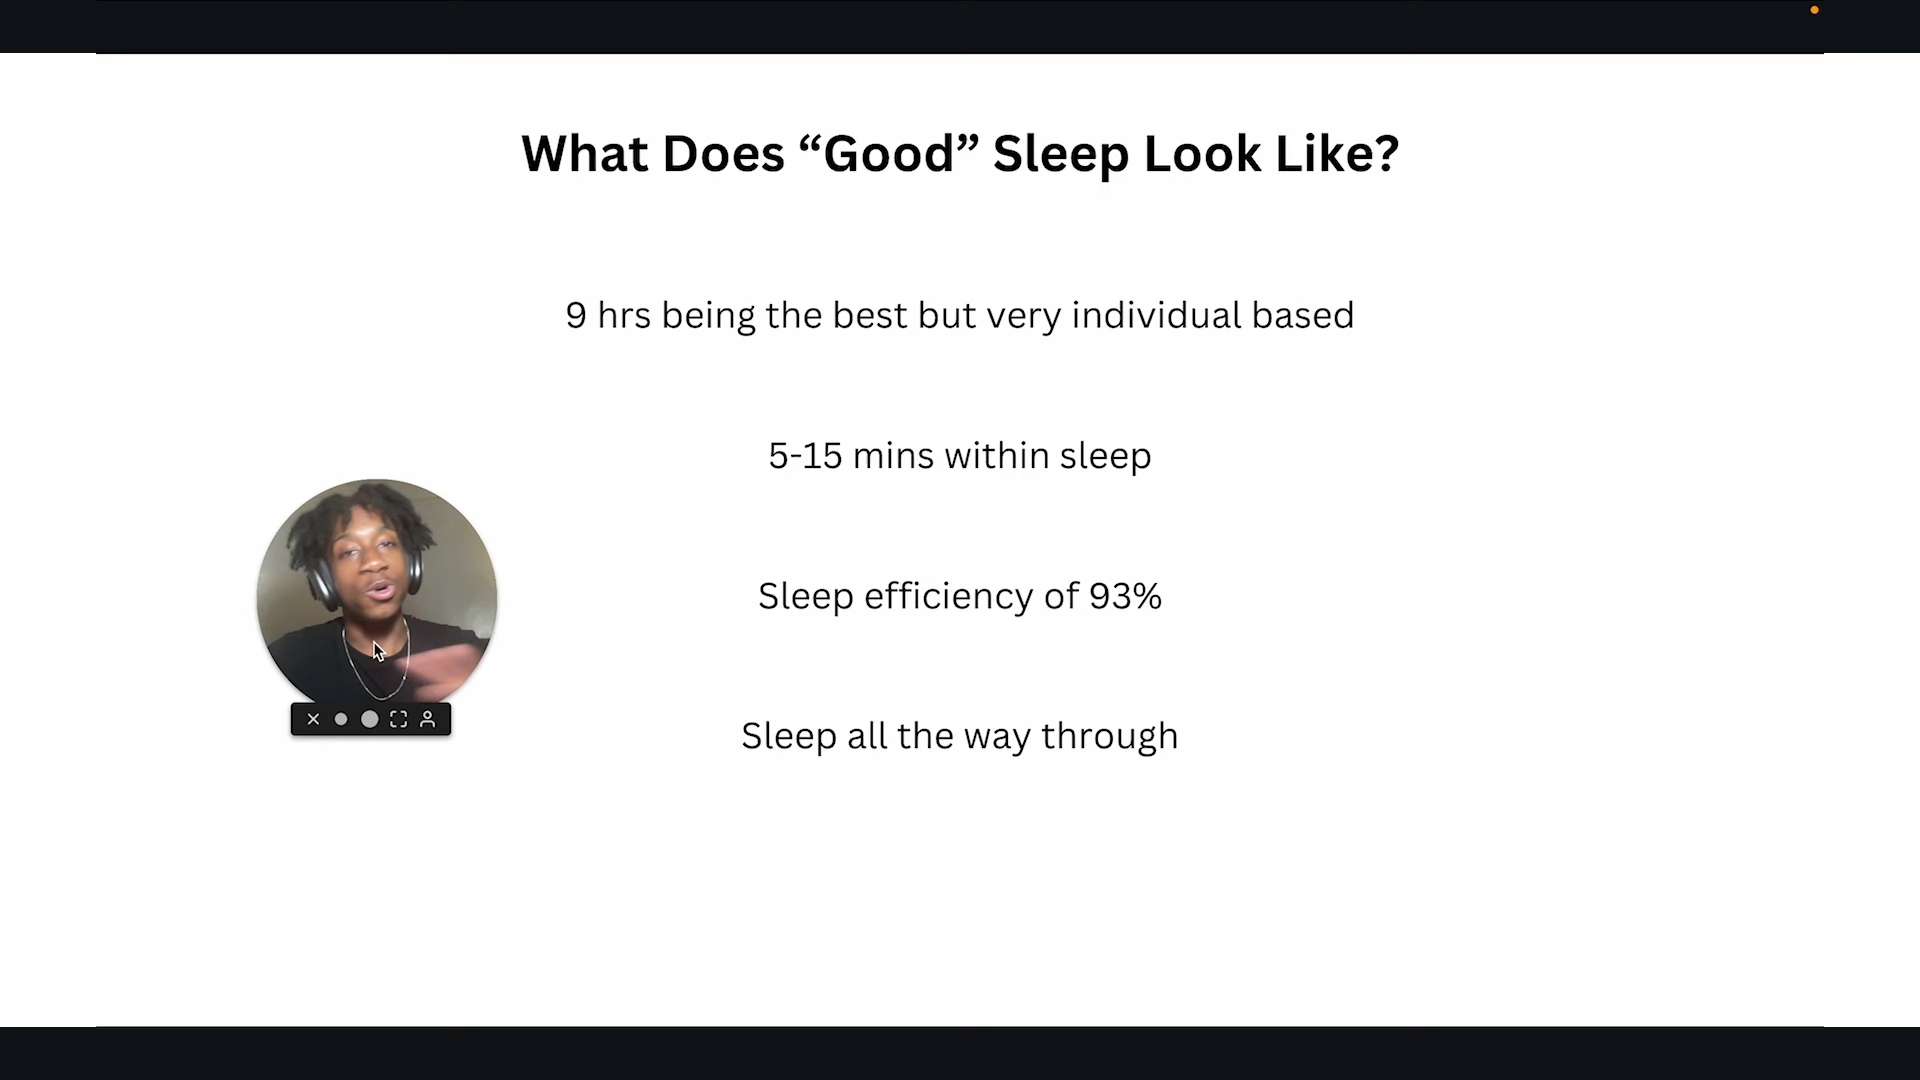 What Does “Good” Sleep Look Like?
9 hrs being the best but very individual based
5-15 mins within sleep
Sleep efficiency of 93%
Sleep all the way through